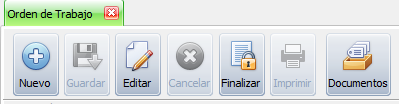 Orden de Trabajo
Nuevo Guardar Editar Cancelar Finalizar Imprimir Documentos